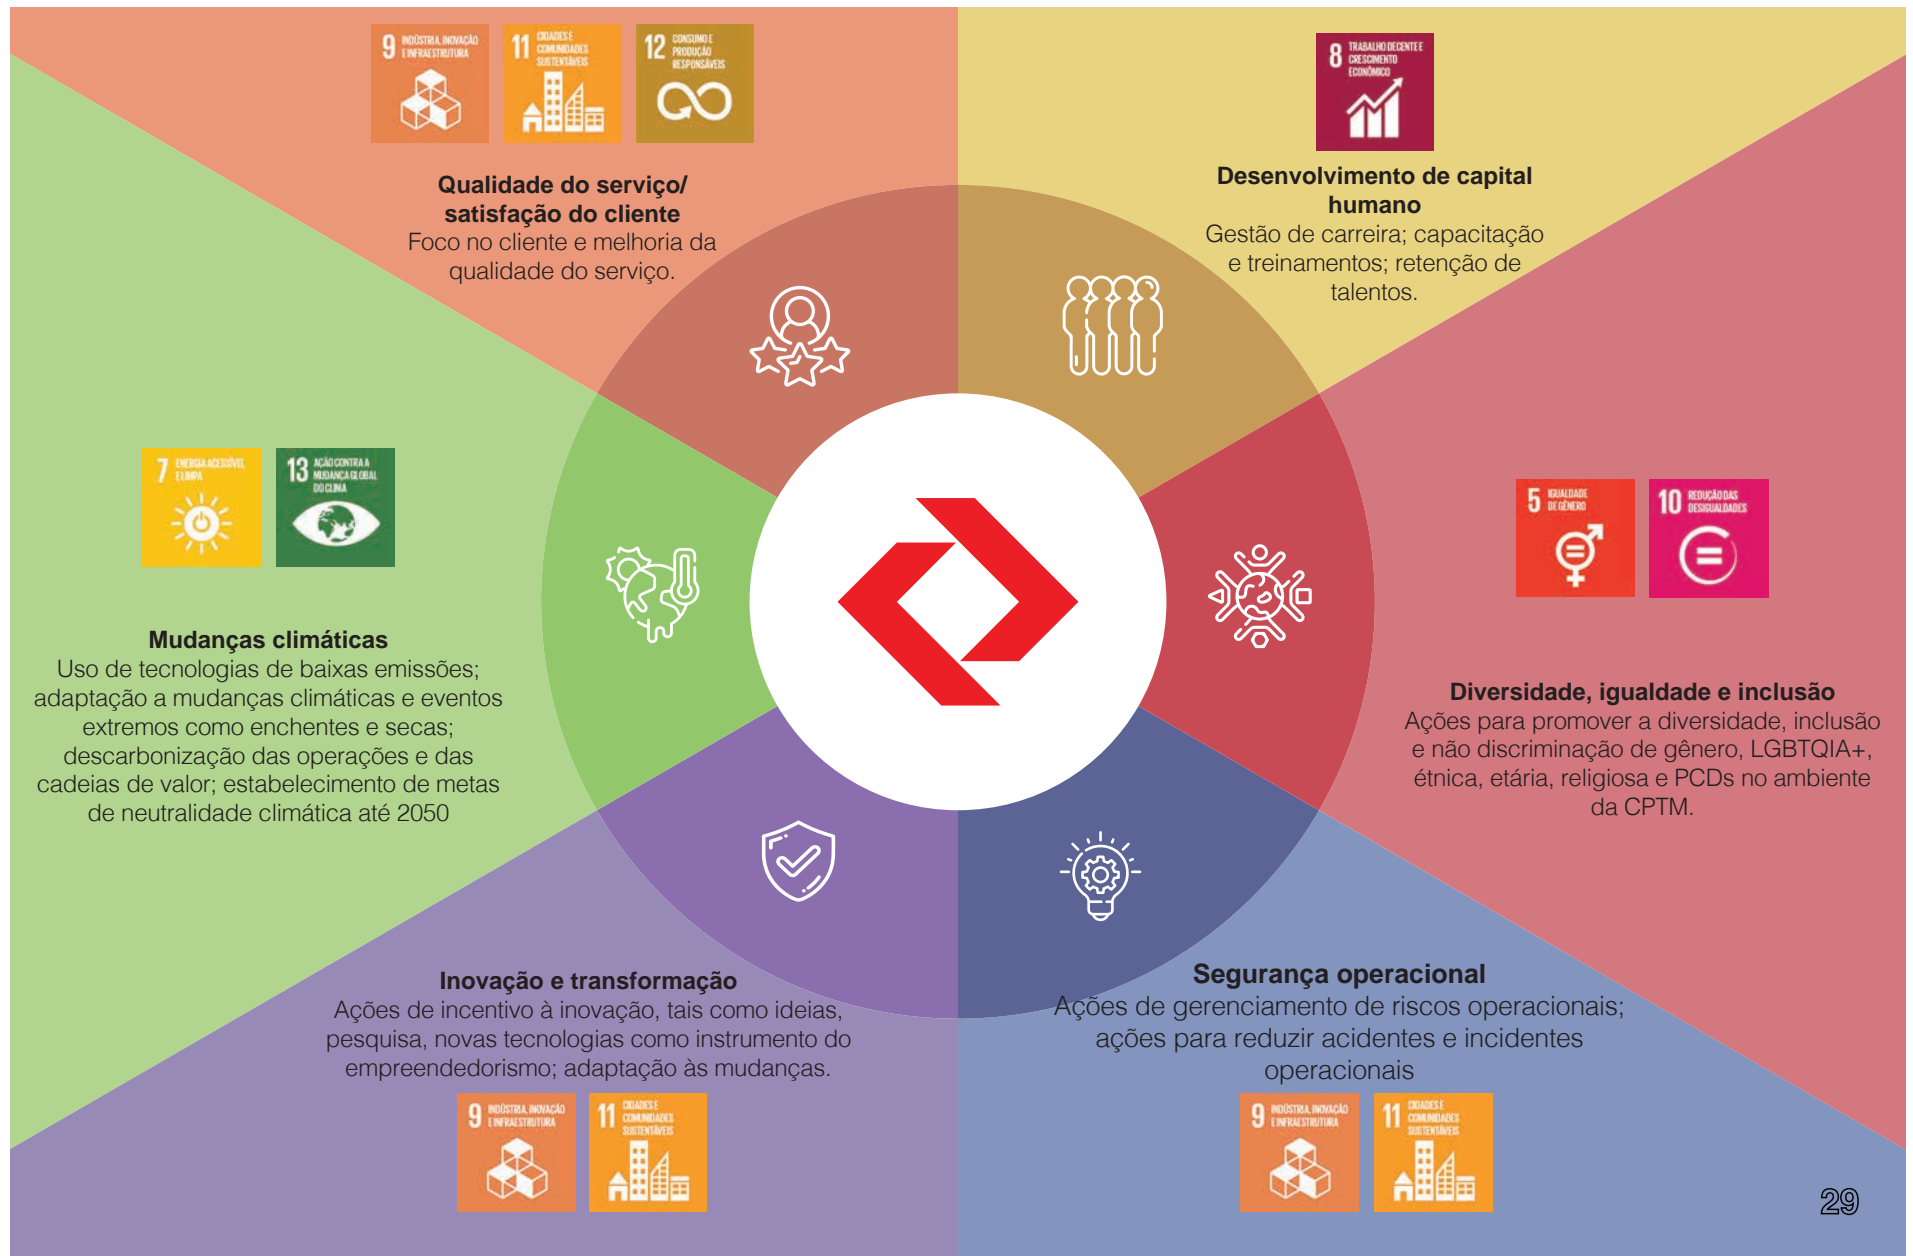 9 INDÚSTRIA, INOVAÇÃO
E INFRAESTRUTURA
11 CIDADES E
COMUNIDADES
SUSTENTÁVEIS
12 CONSUMO E
PRODUÇÃO
RESPONSÁVEIS
Qualidade do serviço/
satisfação do cliente
Foco no cliente e melhoria da
qualidade do serviço.
8 TRABALHO DECENTE E
CRESCIMENTO
ECONÔMICO
Desenvolvimento de capital
humano
Gestão de carreira; capacitação
e treinamentos; retenção de
talentos.
7 ENERGIA ACESSÍVEL
E LIMPA
13 AÇÃO CONTRA A
MUDANÇA GLOBAL
DO CLIMA
Mudanças climáticas
Uso de tecnologias de baixas emissões;
adaptação a mudanças climáticas e eventos
extremos como enchentes e secas;
descarbonização das operações e das
cadeias de valor; estabelecimento de metas
de neutralidade climática até 2050
5 IGUALDADE
DE GÊNERO
10 REDUÇÃO DAS
DESIGUALDADES
Diversidade, igualdade e inclusão
Ações para promover a diversidade, inclusão
e não discriminação de gênero, LGBTQIA+,
étnica, etária, religiosa e PCDs no ambiente
da CPTM.
Inovação e transformação
Ações de incentivo à inovação, tais como ideias,
pesquisa, novas tecnologias como instrumento do
empreendedorismo; adaptação às mudanças.
9 INDÚSTRIA, INOVAÇÃO
E INFRAESTRUTURA
11 CIDADES E
COMUNIDADES
SUSTENTÁVEIS
Segurança operacional
Ações de gerenciamento de riscos operacionais;
ações para reduzir acidentes e incidentes
operacionais
9 INDÚSTRIA, INOVAÇÃO
E INFRAESTRUTURA
11 CIDADES E
COMUNIDADES
SUSTENTÁVEIS
29